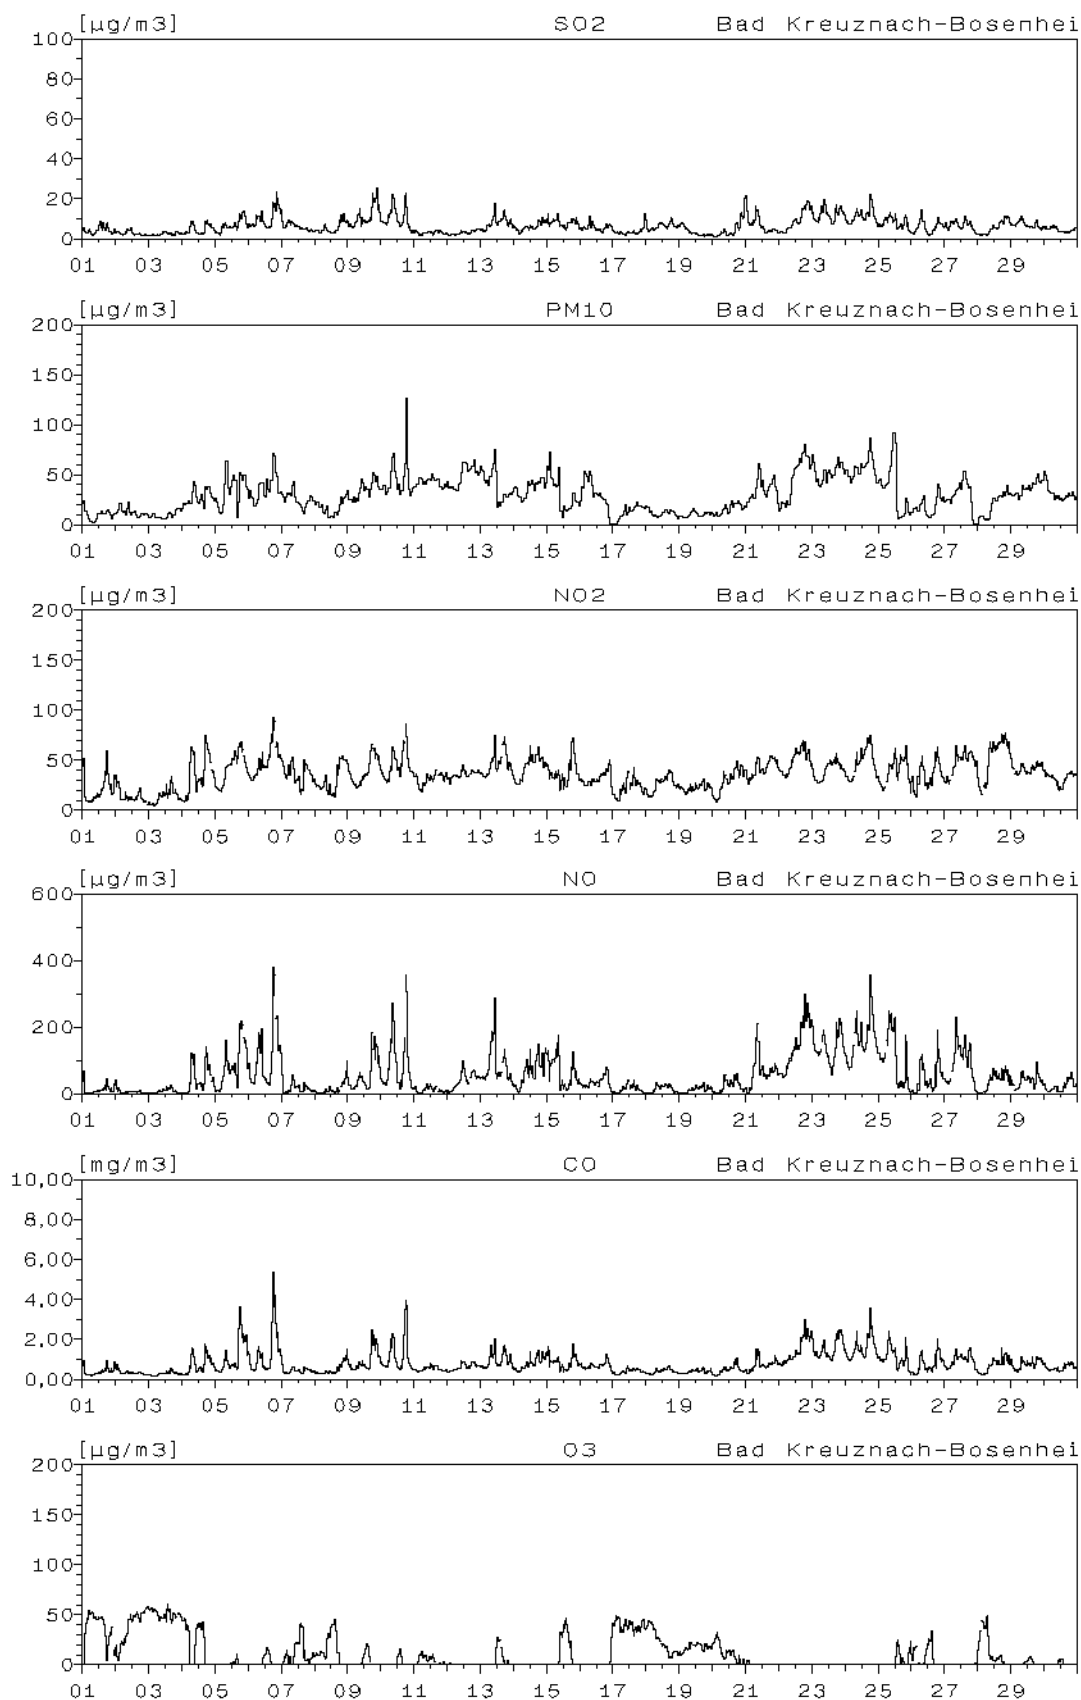 [µg/m3] SO2 Bad Kreuznach-Bosenhei
100
80
60
40
20
0
01 03 05 07 09 11 13 15 17 19 21 23 25 27 29
[µg/m3] PM10 Bad Kreuznach-Bosenhei
200
150
100
50
0
01 03 05 07 09 11 13 15 17 19 21 23 25 27 29
[µg/m3] NO2 Bad Kreuznach-Bosenhei
200
150
100
50
0
01 03 05 07 09 11 13 15 17 19 21 23 25 27 29
[µg/m3] NO Bad Kreuznach-Bosenhei
600
400
200
0
01 03 05 07 09 11 13 15 17 19 21 23 25 27 29
[mg/m3] CO Bad Kreuznach-Bosenhei
10,00
8,00
6,00
4,00
2,00
0,00
01 03 05 07 09 11 13 15 17 19 21 23 25 27 29
[µg/m3] O3 Bad Kreuznach-Bosenhei
200
150
100
50
0
01 03 05 07 09 11 13 15 17 19 21 23 25 27 29